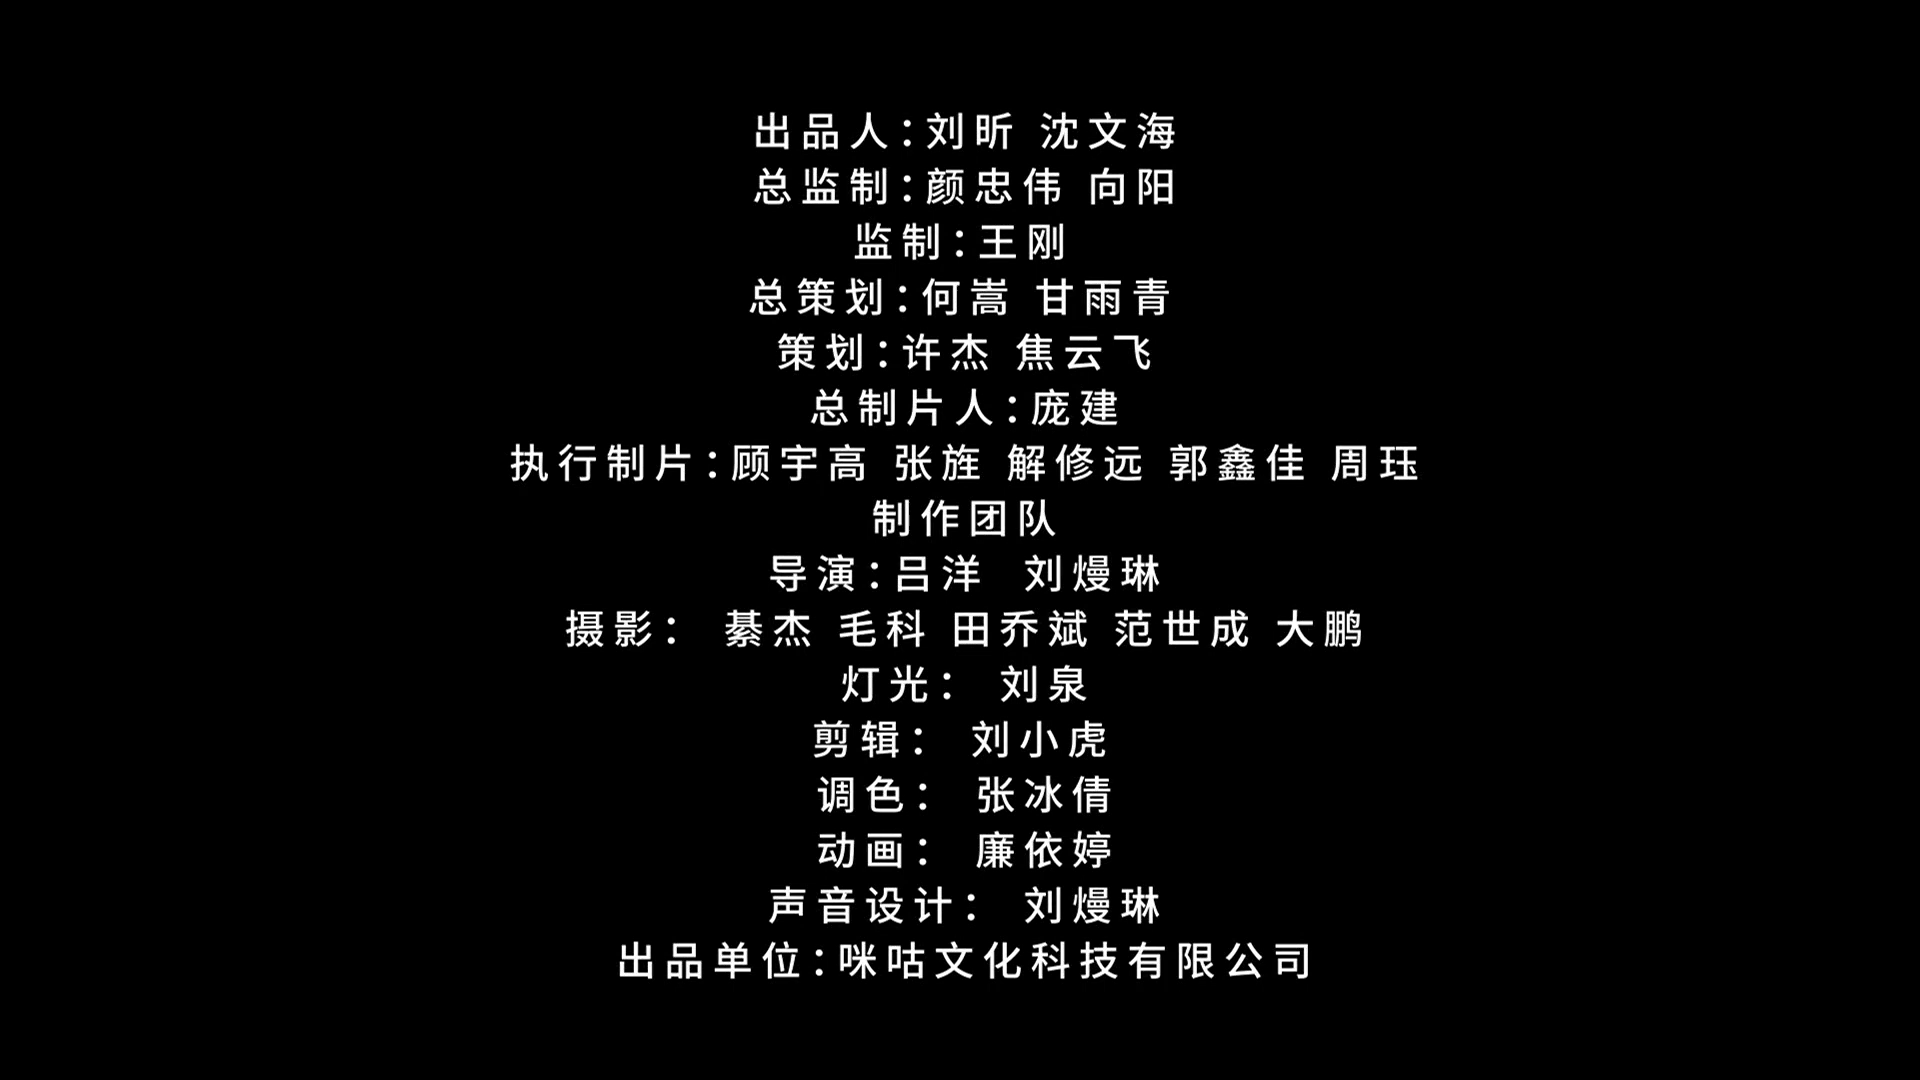 出品人：刘昕 沈文海
总监制：颜忠伟 向阳
监制：王刚
总策划：何嵩 甘雨青
策划：许杰 焦云飞
总制片人：庞建
执行制片：顾宇高 张旌 解修远 郭鑫佳 周珏
制作团队
导演：吕洋 刘熳琳
摄影： 綦杰 毛科 田乔斌 范世成 大鹏
灯光： 刘泉
剪辑： 刘小虎
调色： 张冰倩
动画： 廉依婷
声音设计： 刘熳琳
出品单位：咪咕文化科技有限公司